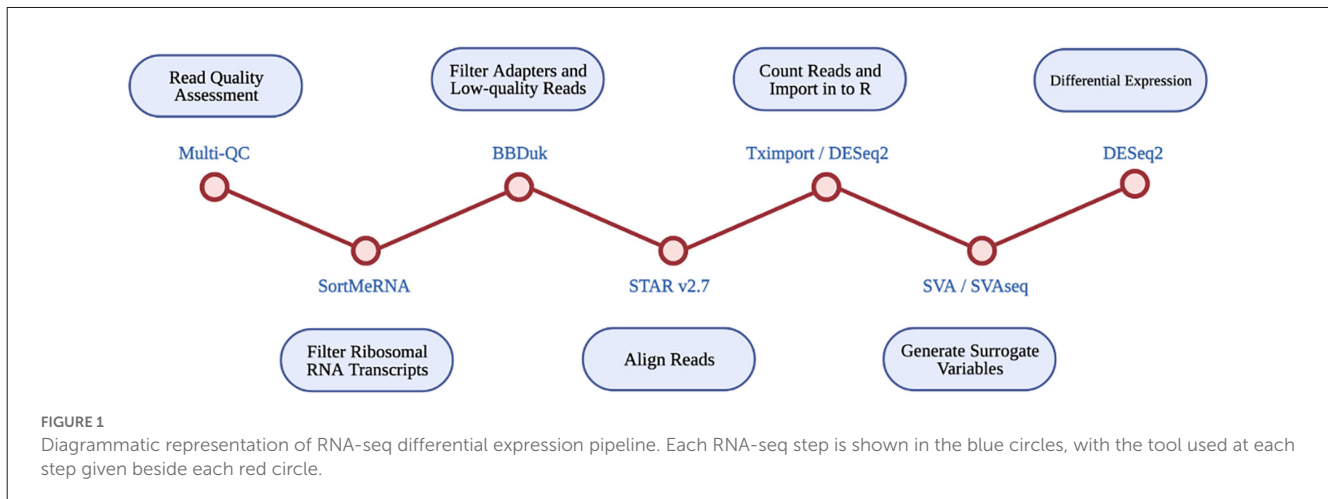 Read Quality
Assessment
Filter Adapters and
Low-quality Reads
Count Reads and
Import in to R
Differential Expression
Multi-QC
BBDuk
Tximport / DESeq2
DESeq2
SortMeRNA
STAR v2.7
SVA / SVAseq
Filter Ribosomal
RNA Transcripts
Align Reads
Generate Surrogate
Variables
FIGURE 1
Diagrammatic representation of RNA-seq differential expression pipeline. Each RNA-seq step is shown in the blue circles, with the tool used at each
step given beside each red circle.